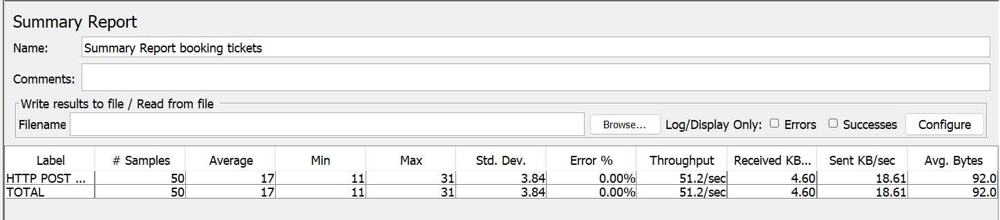 Summary Report
Name: Summary Report booking tickets
Comments:
Write results to file / Read from file
Filename Browse... Log/Display Only: Errors Successes Configure
Label # Samples Average Min Max Std. Dev. Error % Throughput Received KB... Sent KB/sec Avg. Bytes
HTTP POST ... 50 17 11 31 3.84 0.00% 51.2/sec 4.60 18.61 92.0
TOTAL 50 17 11 31 3.84 0.00% 51.2/sec 4.60 18.61 92.0